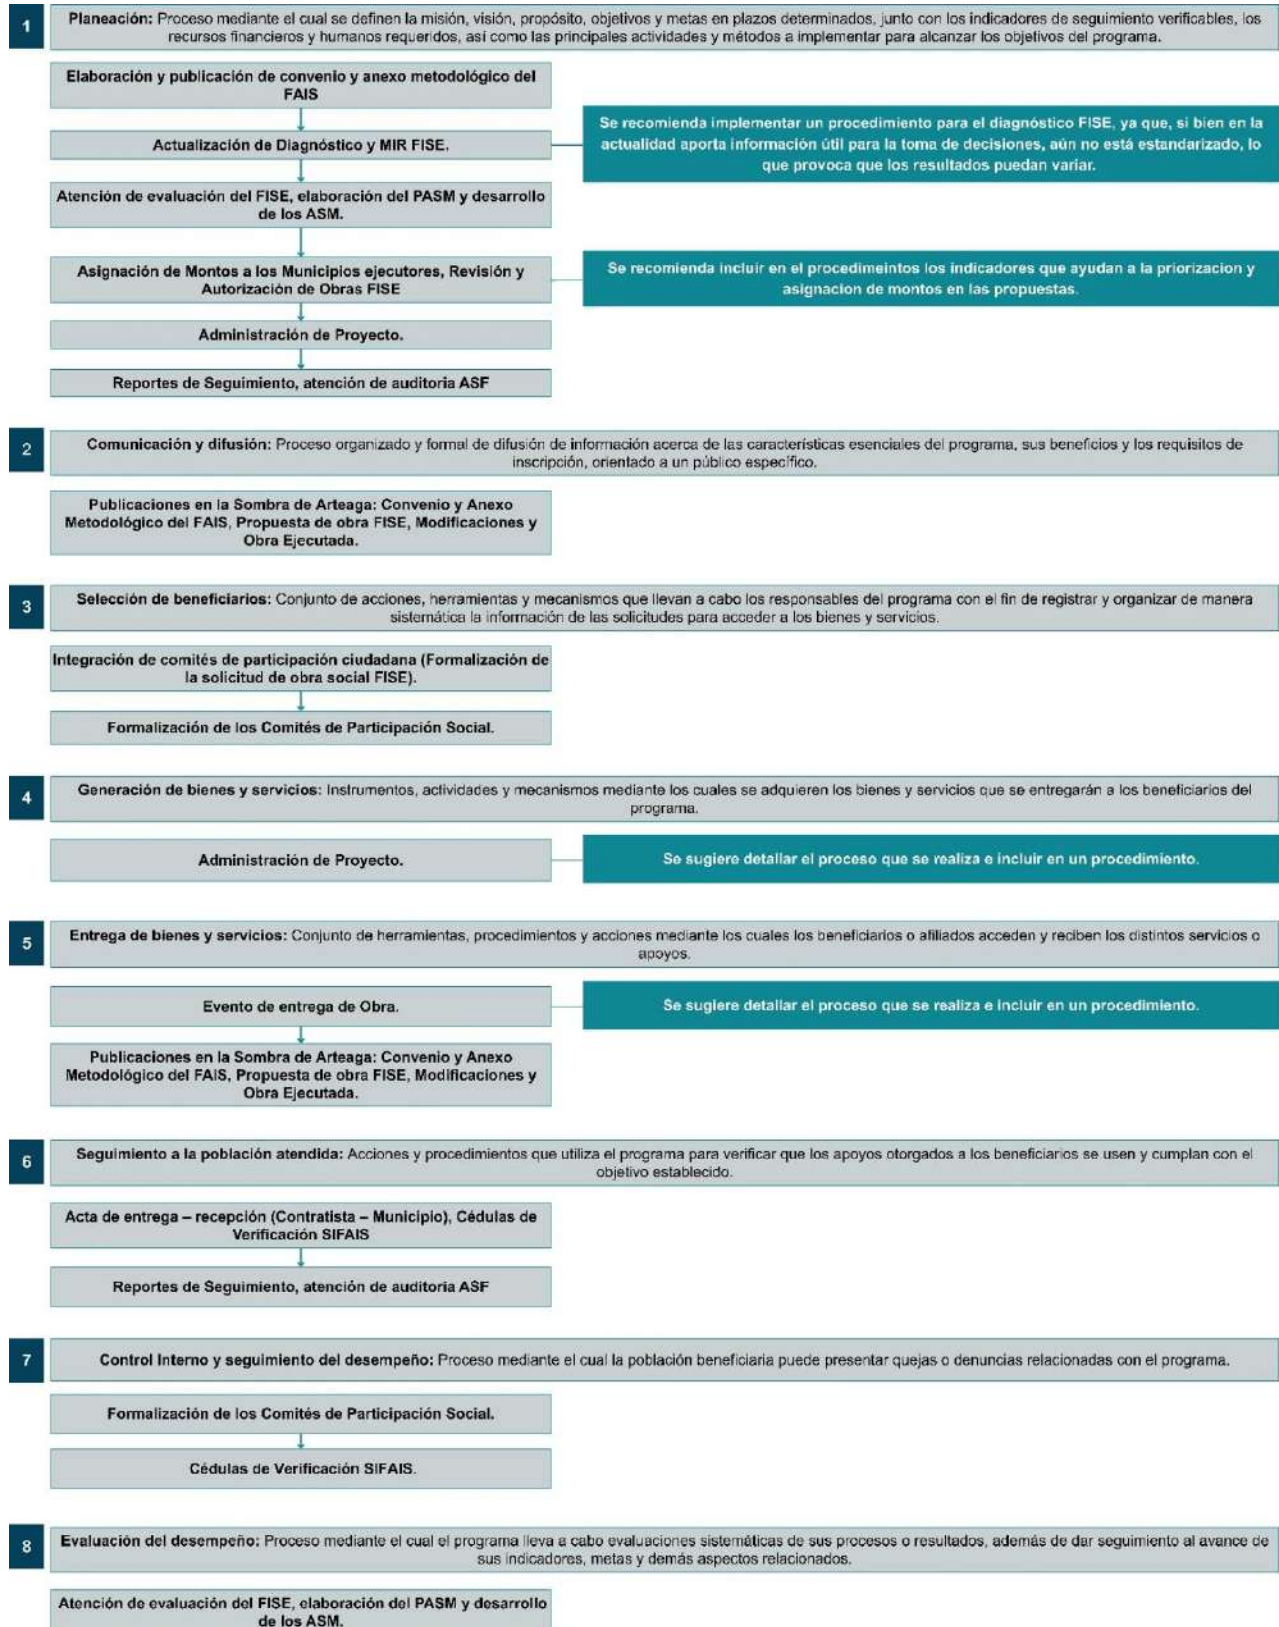 1
Planeación: Proceso mediante el cual se definen la misión, visión, propósito, objetivos y metas en plazos determinados, junto con los indicadores de seguimiento verificables, los
recursos financieros y humanos requeridos, así como las principales actividades y métodos a implementar para alcanzar los objetivos del programa.
Elaboración y publicación de convenio y anexo metodológico del
FAIS
Actualización de Diagnóstico y MIR FISE.
Se recomienda implementar un procedimiento para el diagnóstico FISE, ya que, si bien en la
actualidad aporta información útil para la toma de decisiones, aún no está estandarizado, lo
que provoca que los resultados puedan variar.
Atención de evaluación del FISE, elaboración del PASM y desarrollo
de los ASM.
Asignación de Montos a los Municipios ejecutores, Revisión y
Autorización de Obras FISE
Se recomienda incluir en el procedimeintos los indicadores que ayudan a la priorizacion y
asignacion de montos en las propuestas.
Administración de Proyecto.
Reportes de Seguimiento, atención de auditoria ASF
2
Comunicación y difusión: Proceso organizado y formal de difusión de información acerca de las características esenciales del programa, sus beneficios y los requisitos de
inscripción, orientado a un público específico.
Publicaciones en la Sombra de Arteaga: Convenio y Anexo
Metodológico del FAIS, Propuesta de obra FISE, Modificaciones y
Obra Ejecutada.
3
Selección de beneficiarios: Conjunto de acciones, herramientas y mecanismos que llevan a cabo los responsables del programa con el fin de registrar y organizar de manera
sistemática la información de las solicitudes para acceder a los bienes y servicios.
Integración de comités de participación ciudadana (Formalización de
la solicitud de obra social FISE).
Formalización de los Comités de Participación Social.
4
Generación de bienes y servicios: Instrumentos, actividades y mecanismos mediante los cuales se adquieren los bienes y servicios que se entregarán a los beneficiarios del
programa.
Administración de Proyecto.
Se sugiere detallar el proceso que se realiza e incluir en un procedimiento.
5
Entrega de bienes y servicios: Conjunto de herramientas, procedimientos y acciones mediante los cuales los beneficiarios o afiliados acceden y reciben los distintos servicios o
apoyos.
Evento de entrega de Obra.
Se sugiere detallar el proceso que se realiza e incluir en un procedimiento.
Publicaciones en la Sombra de Arteaga: Convenio y Anexo
Metodológico del FAIS, Propuesta de obra FISE, Modificaciones y
Obra Ejecutada.
6
Seguimiento a la población atendida: Acciones y procedimientos que utiliza el programa para verificar que los apoyos otorgados a los beneficiarios se usen y cumplan con el
objetivo establecido.
Acta de entrega – recepción (Contratista – Municipio), Cédulas de
Verificación SIFAIS
Reportes de Seguimiento, atención de auditoria ASF
7
Control Interno y seguimiento del desempeño: Proceso mediante el cual la población beneficiaria puede presentar quejas o denuncias relacionadas con el programa.
Formalización de los Comités de Participación Social.
Cédulas de Verificación SIFAIS.
8
Evaluación del desempeño: Proceso mediante el cual el programa lleva a cabo evaluaciones sistemáticas de sus procesos o resultados, además de dar seguimiento al avance de
sus indicadores, metas y demás aspectos relacionados.
Atención de evaluación del FISE, elaboración del PASM y desarrollo
de los ASM.